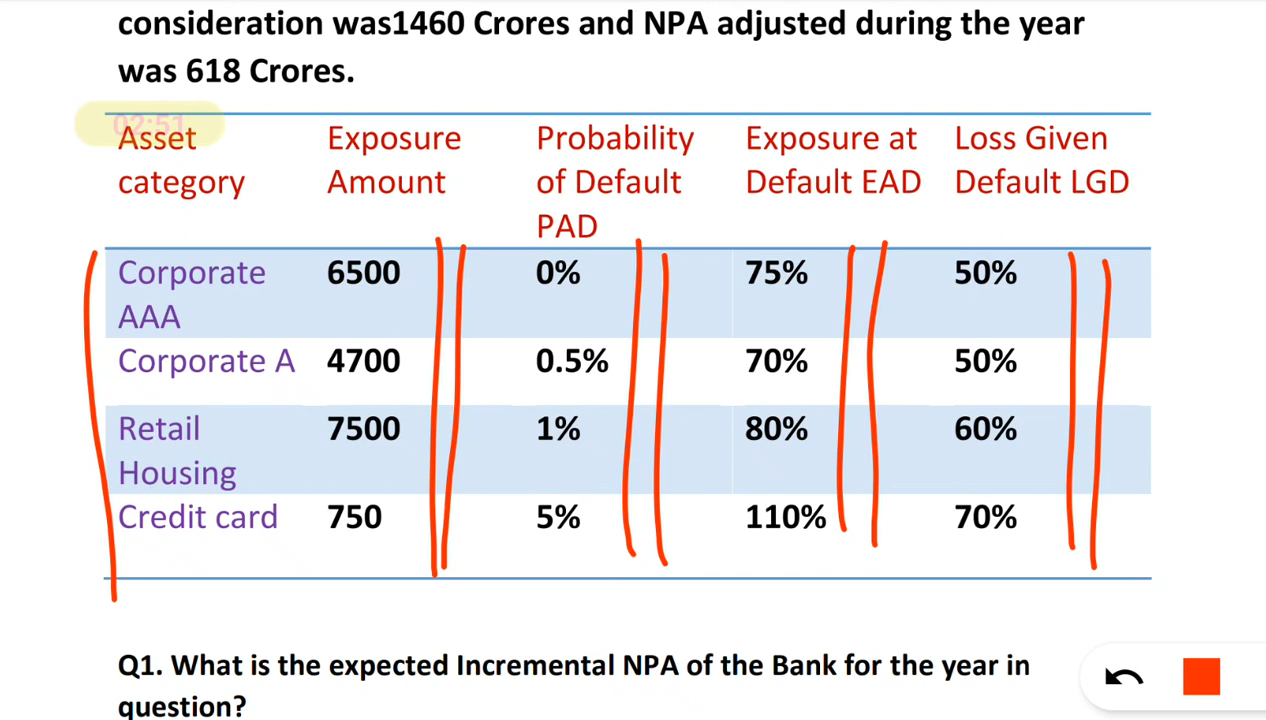 consideration was1460 Crores and NPA adjusted during the year
was 618 Crores.
02:51
Asset category Exposure Amount Probability of Default PAD Exposure at Default EAD Loss Given Default LGD
Corporate AAA 6500 0% 75% 50%
Corporate A 4700 0.5% 70% 50%
Retail Housing 7500 1% 80% 60%
Credit card 750 5% 110% 70%
Q1. What is the expected Incremental NPA of the Bank for the year in
question?